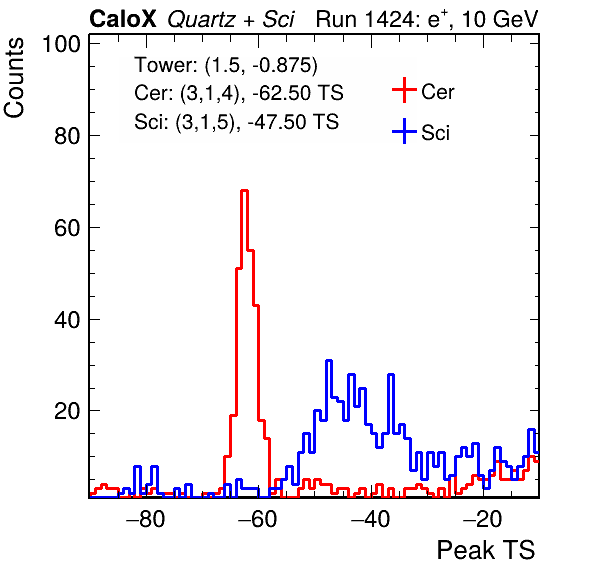 CaloX Quartz + Sci Run 1424: e⁺, 10 GeV
Counts
100
80
60
40
20
Tower: (1.5, -0.875)
Cer: (3,1,4), -62.50 TS
Sci: (3,1,5), -47.50 TS
Cer
Sci
−80 −60 −40 −20
Peak TS